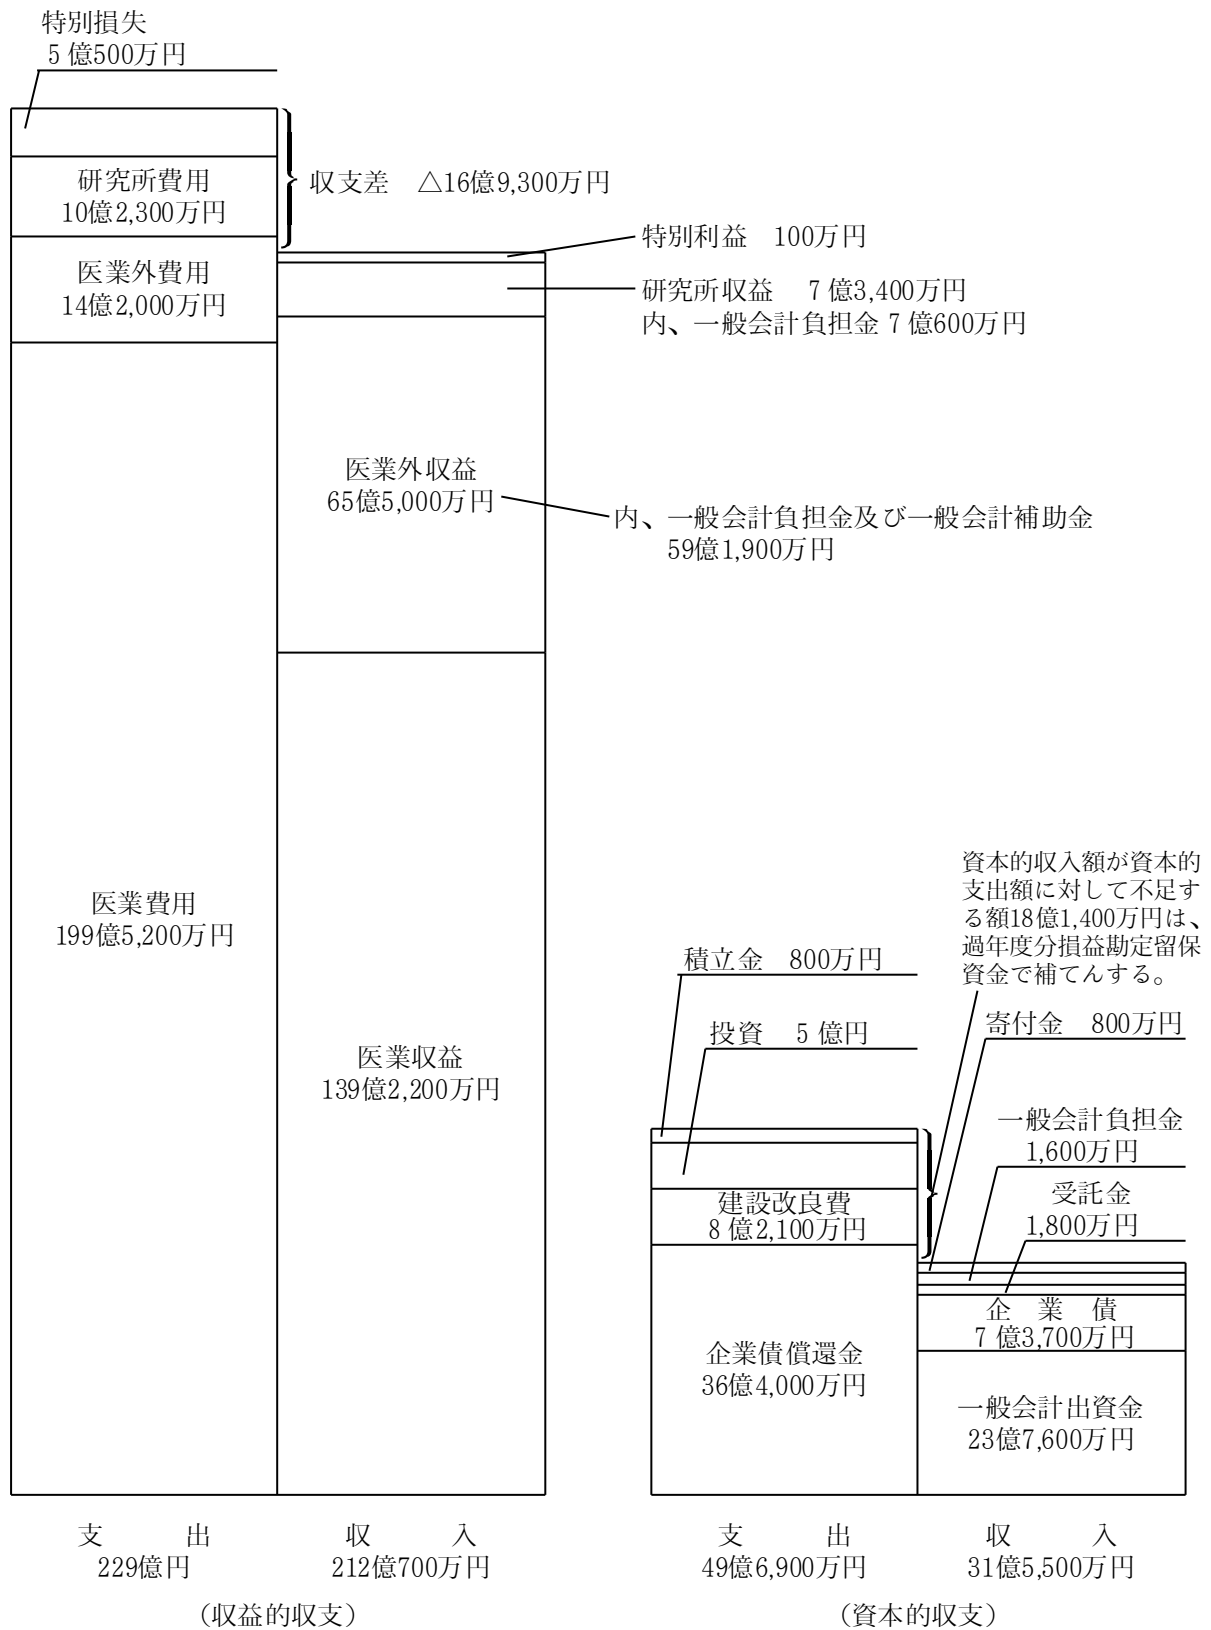 特別損失
5億500万円
研究所費用
10億2,300万円
収支差　△16億9,300万円
医業外費用
14億2,000万円
特別利益　100万円
研究所収益　7億3,400万円
内、一般会計負担金7億600万円
医業外収益
65億5,000万円
内、一般会計負担金及び一般会計補助金
59億1,900万円
医業費用
199億5,200万円
医業収益
139億2,200万円
支　出
229億円
収　入
212億700万円
（収益的収支）
資本的収入額が資本的
支出額に対して不足す
る額18億1,400万円は、
過年度分損益勘定留保
資金で補てんする。
積立金　800万円
投資　5億円
寄付金　800万円
一般会計負担金
1,600万円
受託金
1,800万円
建設改良費
8億2,100万円
企業債
7億3,700万円
企業債償還金
36億4,000万円
一般会計出資金
23億7,600万円
支　出
49億6,900万円
収　入
31億5,500万円
（資本的収支）